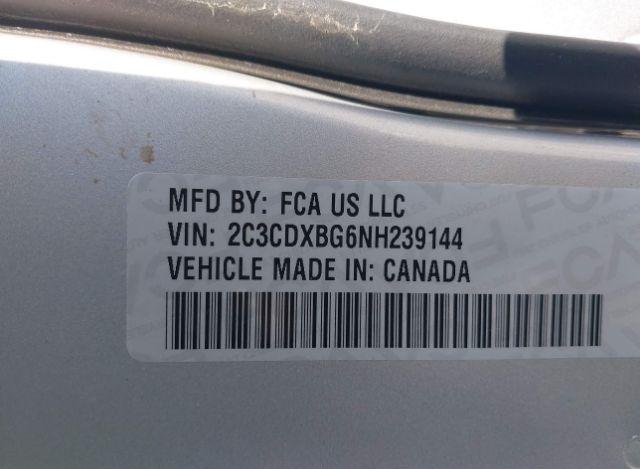 MFD BY: FCA US LLC
VIN: 2C3CDXBG6NH239144
VEHICLE MADE IN: CANADA